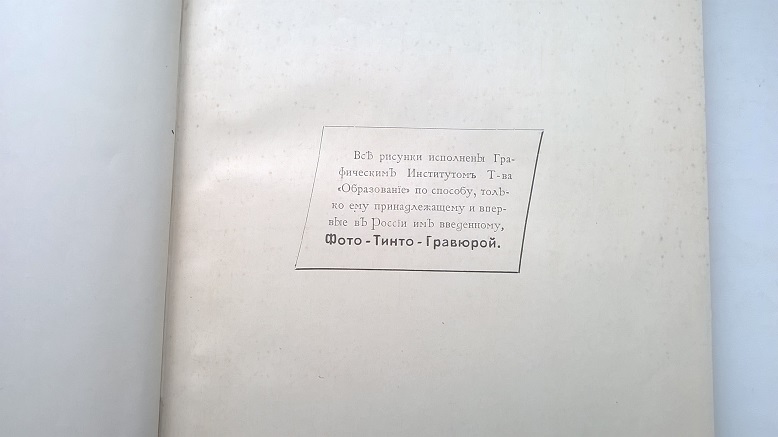 Всѣ рисунки исполнены Гра-
фическимъ Институтомъ Т-ва
«Образованіе» по способу, толь-
ко ему принадлежащему и впер-
вые въ Россіи имъ введенному,
Фото-Тинто-Гравюрой.